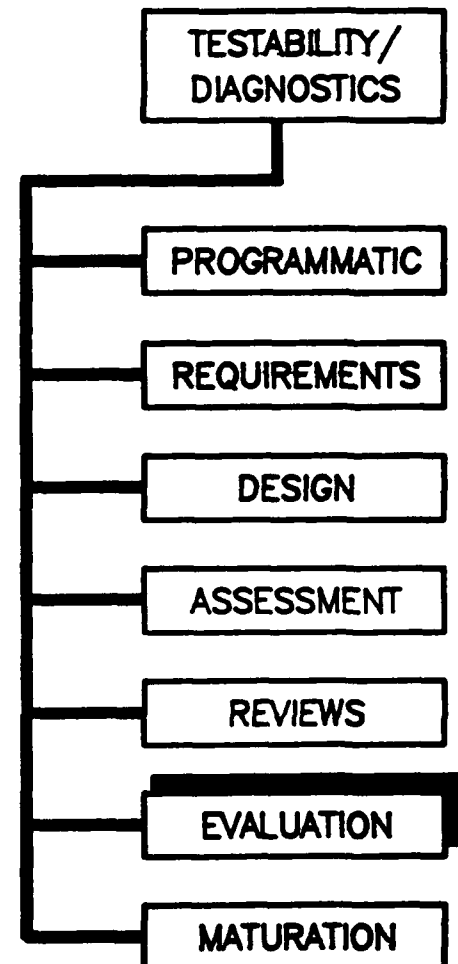 TESTABILITY/
DIAGNOSTICS
PROGRAMMATIC
REQUIREMENTS
DESIGN
ASSESSMENT
REVIEWS
EVALUATION
MATURATION